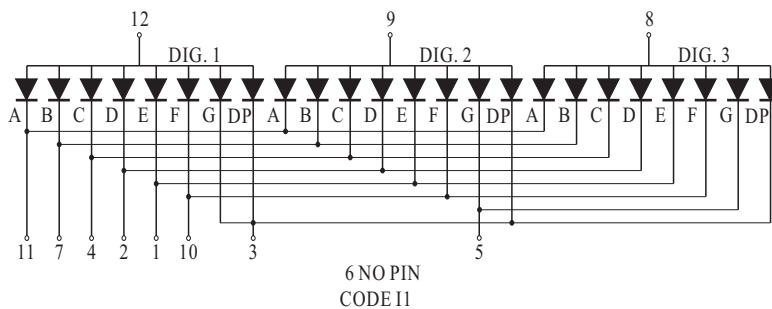 12 9 8
DIG. 1 DIG. 2 DIG. 3
A B C D E F G DP A B C D E F G DP A B C D E F G DP
11 7 4 2 1 10 3 5
6 NO PIN
CODE I1